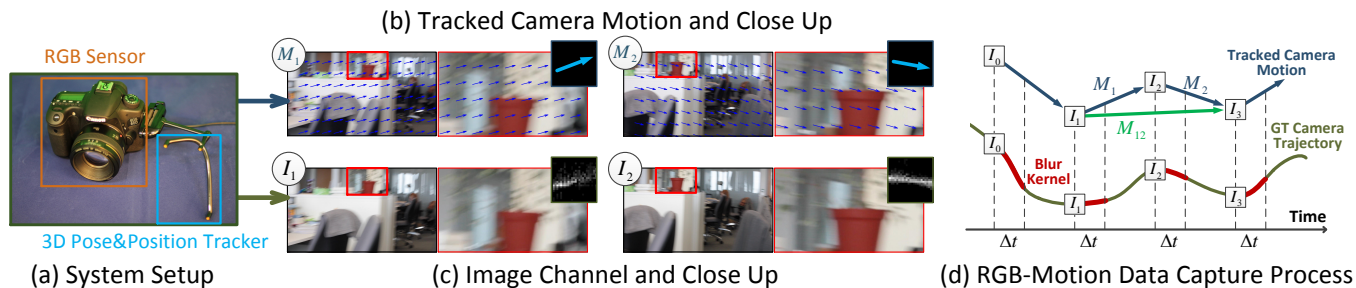 (b) Tracked Camera Motion and Close Up
RGB Sensor
M1
M2
I1
I2
3D Pose&Position Tracker
(a) System Setup
(c) Image Channel and Close Up
I0
Tracked Camera
Motion
M1
I2
M2
I1
I3
M12
I0
GT Camera
Trajectory
Blur
Kernel
I2
I1
I3
Time
Δt Δt Δt Δt
(d) RGB-Motion Data Capture Process